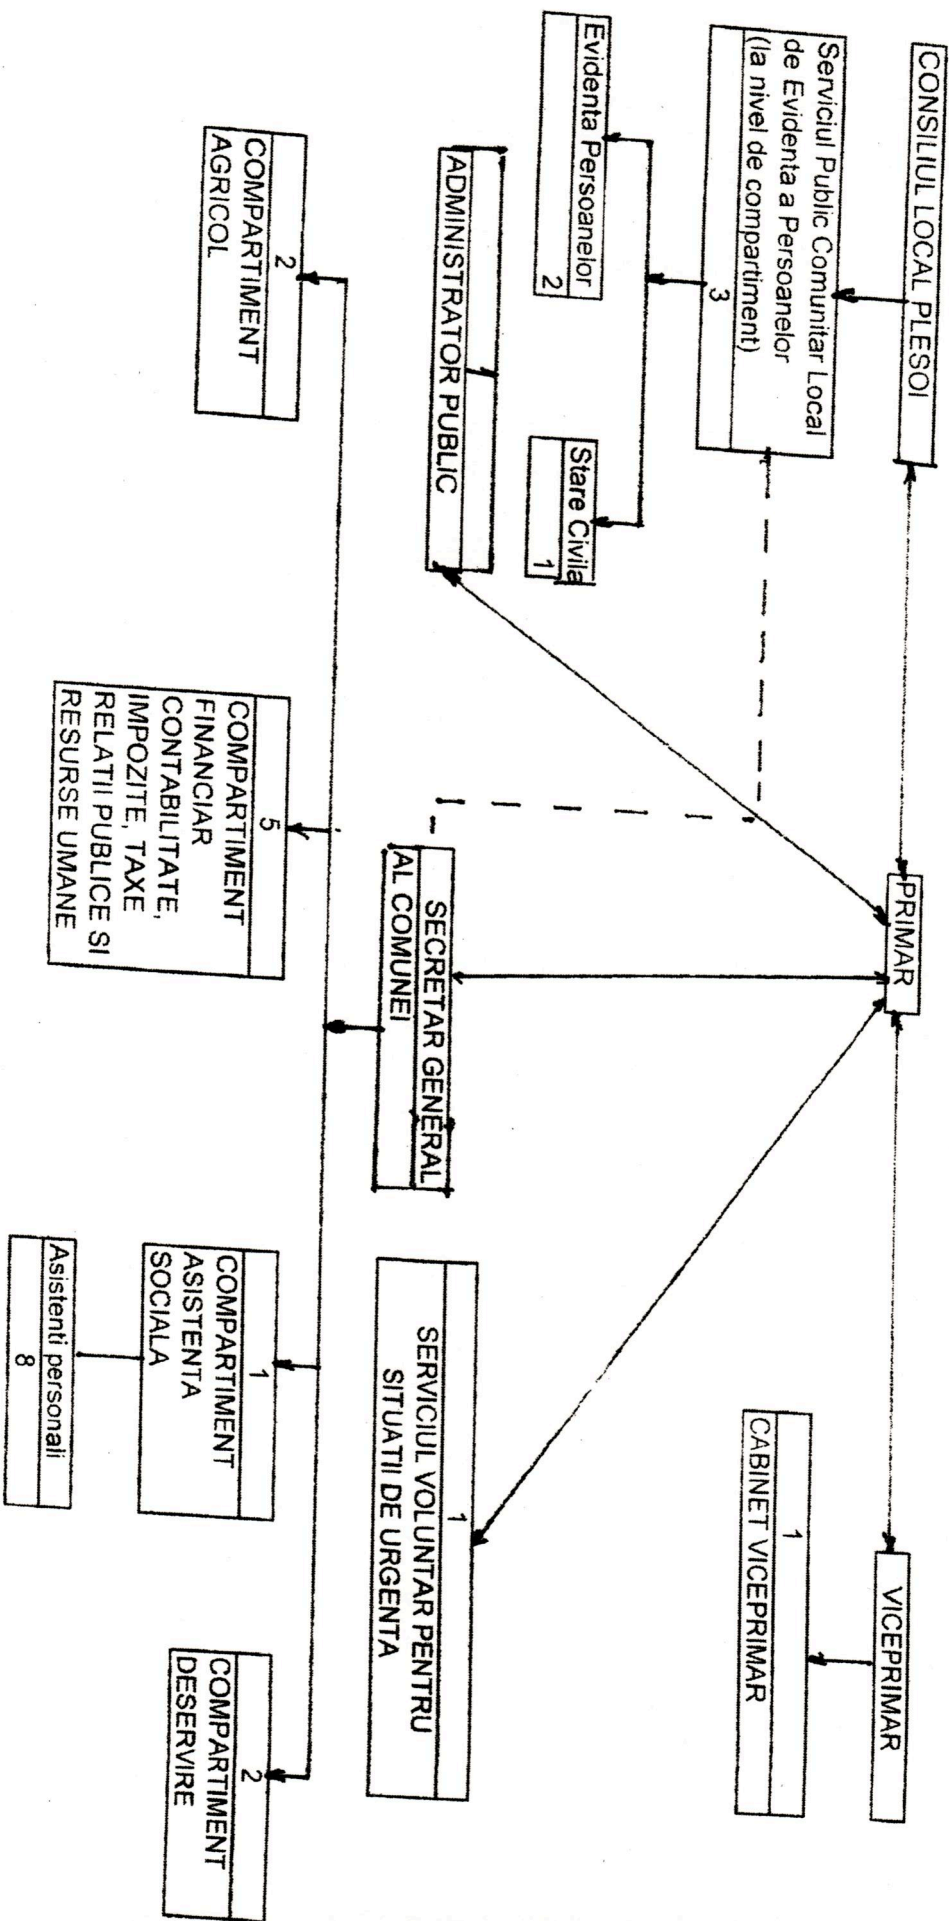 CONSILIUL LOCAL PLESOI
PRIMAR
VICEPRIMAR
Serviciul Public Comunitar Local
de Evidenta a Persoanelor
(la nivel de compartiment)
3
1
CABINET VICEPRIMAR
Evidenta Persoanelor
2
Stare Civila
1
1
ADMINISTRATOR PUBLIC
SECRETAR GENERAL
AL COMUNEI
1
SERVICIUL VOLUNTAR PENTRU
SITUATII DE URGENTA
2
COMPARTIMENT
AGRICOL
5
COMPARTIMENT
FINANCIAR
CONTABILITATE,
IMPOZITE, TAXE
RELATII PUBLICE SI
RESURSE UMANE
1
COMPARTIMENT
ASISTENTA
SOCIALA
2
COMPARTIMENT
DESERVIRE
Asistenti personali
8